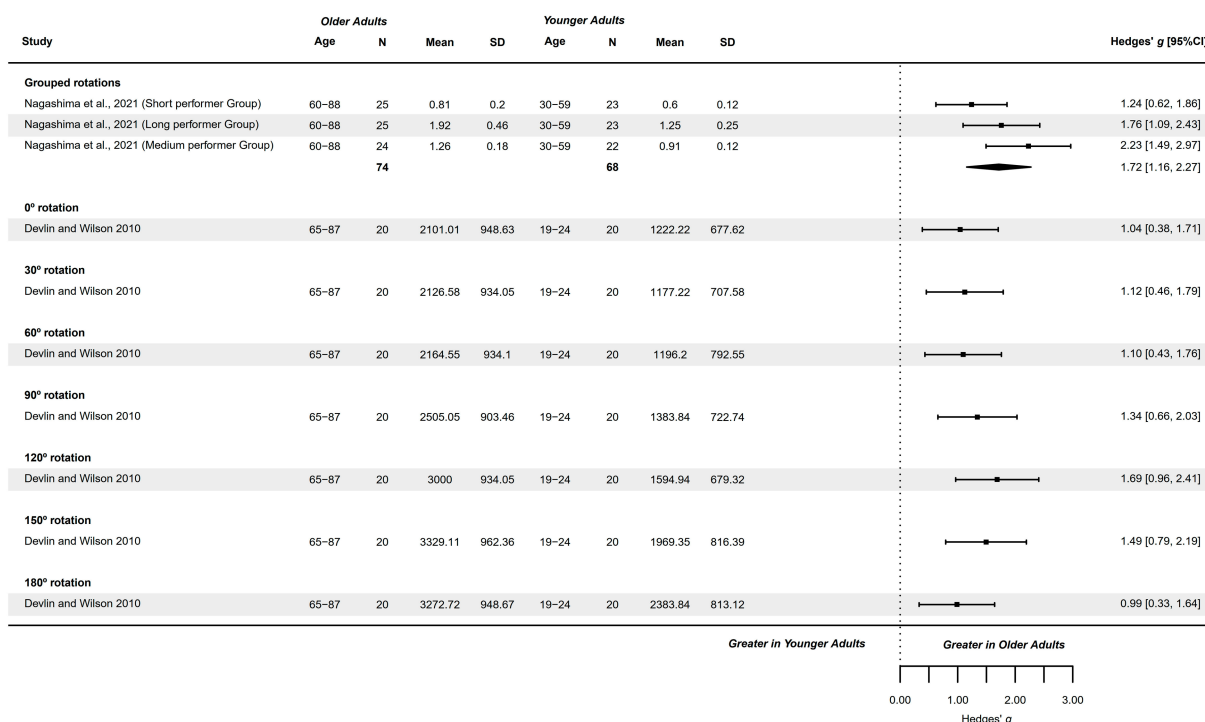 Older Adults Younger Adults
Study Age N Mean SD Age N Mean SD Hedges' g [95%CI]
Grouped rotations
Nagashima et al., 2021 (Short performer Group) 60−88 25 0.81 0.2 30−59 23 0.6 0.12 1.24 [0.62, 1.86]
Nagashima et al., 2021 (Long performer Group) 60−88 25 1.92 0.46 30−59 23 1.25 0.25 1.76 [1.09, 2.43]
Nagashima et al., 2021 (Medium performer Group) 60−88 24 1.26 0.18 30−59 22 0.91 0.12 2.23 [1.49, 2.97]
74 68 1.72 [1.16, 2.27]
0º rotation
Devlin and Wilson 2010 65−87 20 2101.01 948.63 19−24 20 1222.22 677.62 1.04 [0.38, 1.71]
30º rotation
Devlin and Wilson 2010 65−87 20 2126.58 934.05 19−24 20 1177.22 707.58 1.12 [0.46, 1.79]
60º rotation
Devlin and Wilson 2010 65−87 20 2164.55 934.1 19−24 20 1196.2 792.55 1.10 [0.43, 1.76]
90º rotation
Devlin and Wilson 2010 65−87 20 2505.05 903.46 19−24 20 1383.84 722.74 1.34 [0.66, 2.03]
120º rotation
Devlin and Wilson 2010 65−87 20 3000 934.05 19−24 20 1594.94 679.32 1.69 [0.96, 2.41]
150º rotation
Devlin and Wilson 2010 65−87 20 3329.11 962.36 19−24 20 1969.35 816.39 1.49 [0.79, 2.19]
180º rotation
Devlin and Wilson 2010 65−87 20 3272.72 948.67 19−24 20 2383.84 813.12 0.99 [0.33, 1.64]
Greater in Younger Adults Greater in Older Adults
0.00 1.00 2.00 3.00
Hedges' g